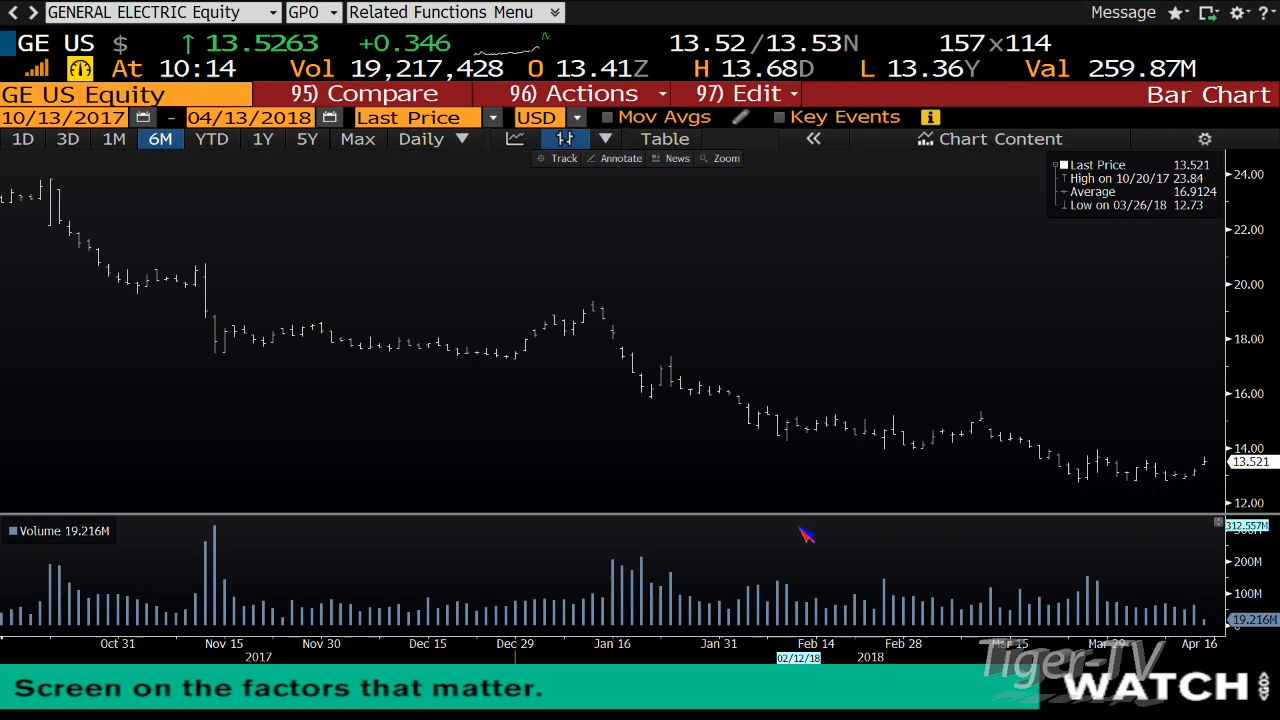 GENERAL ELECTRIC Equity GPO Related Functions Menu Message
GE US $ ↑ 13.5263 +0.346 13.52/13.53N 157x114
At 10:14 Vol 19,217,428 O 13.41Z H 13.68D L 13.36Y Val 259.87M
GE US Equity 95) Compare 96) Actions 97) Edit Bar Chart
10/13/2017 - 04/13/2018 Last Price USD Mov Avgs Key Events
1D 3D 1M 6M YTD 1Y 5Y Max Daily Table Chart Content
Track Annotate News Zoom
Last Price 13.521
High on 10/20/17 23.84
Average 16.9124
Low on 03/26/18 12.73
24.00
22.00
20.00
18.00
16.00
14.00
13.521
12.00
Volume 19.216M
312.557M
200M
100M
19.216M
Oct 31 Nov 15 Nov 30 Dec 15 Dec 29 Jan 16 Jan 31 Feb 14 Feb 28 Mar 15 Mar 29 Apr 16
2017 02/12/18 2018
Tiger-TV
Screen on the factors that matter. WATCH